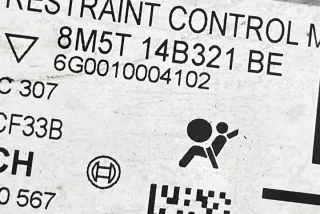 RESTRAINT CONTROL M
8M5T 14B321 BE
6G0010004102
C 307
CF33B
CH
0 567